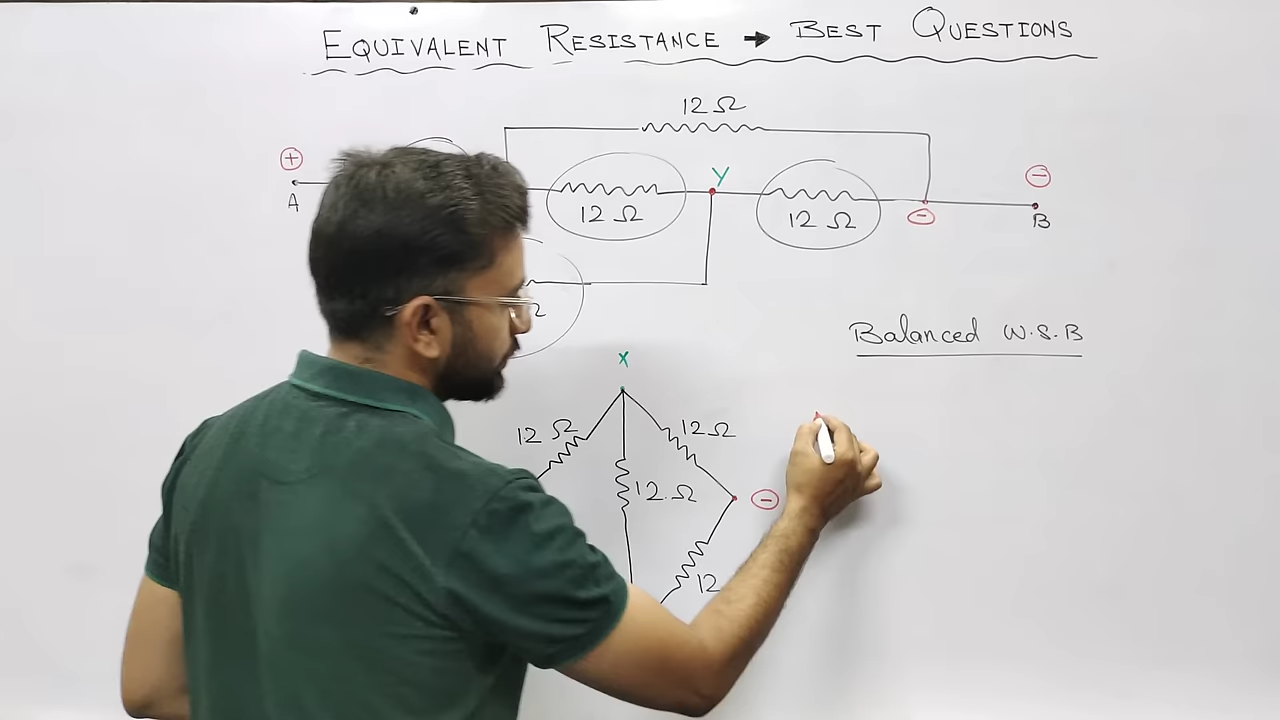 EQUIVALENT RESISTANCE → BEST QUESTIONS
12 Ω
+
A
12 Ω
Y
12 Ω
−
−
B
Ω
Balanced W.S.B
X
12 Ω
12 Ω
12 Ω
−
12